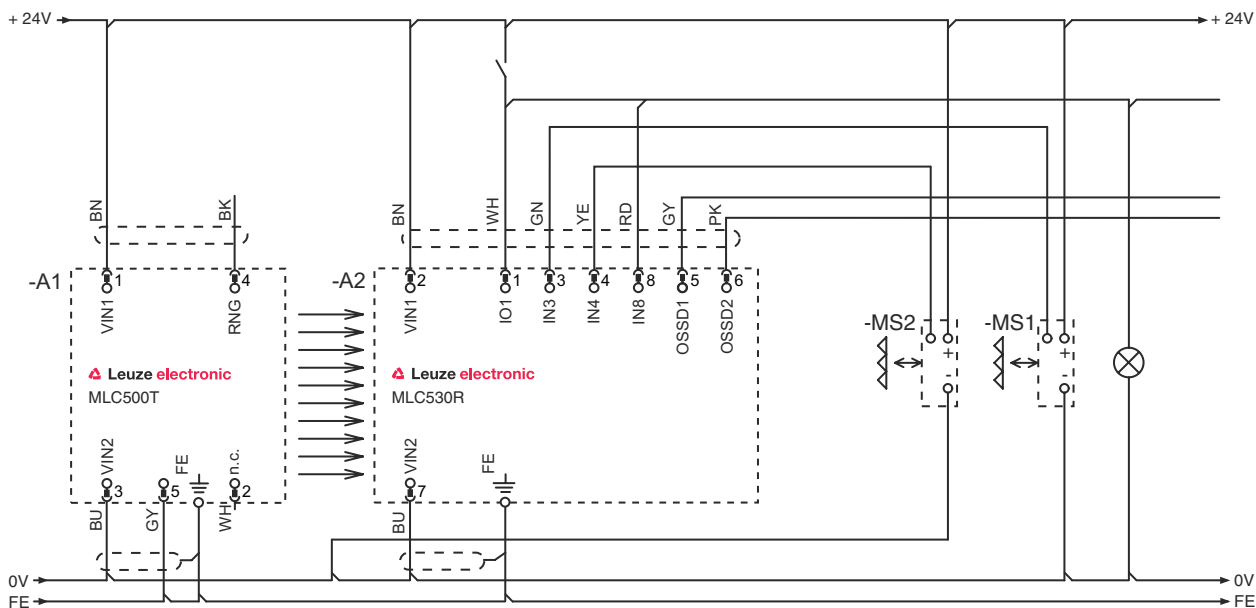 + 24V + 24V
BN BK BN WH GN YE RD GY PK
-A1 1 4 -A2 2 1 3 4 8 5 6
VIN1 RNG VIN1 IO1 IN3 IN4 IN8 OSSD1 OSSD2
-MS2 -MS1
+ +
- -
Leuze electronic Leuze electronic
MLC500T MLC530R
VIN2 FE n.c. VIN2 FE
3 5 2 7
BU GY WH BU
0V 0V
FE FE